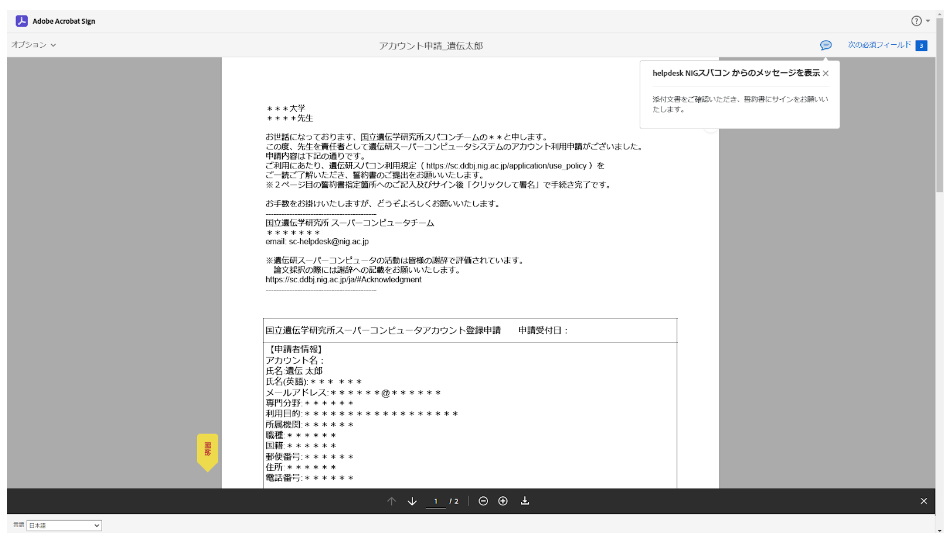 Adobe Acrobat Sign
オプション
アカウント申請_遺伝太郎
次の必須フィールド 3
helpdesk NIGスパコン からのメッセージを表示
添付文書をご確認いただき、誓約書にサインをお願いい
たします。
＊＊＊大学
＊＊＊＊先生
お世話になっております、国立遺伝学研究所スパコンチームの＊＊と申します。
この度、先生を責任者として遺伝研スーパーコンピュータシステムのアカウント利用申請がございました。
申請内容は下記の通りです。
ご利用にあたり、遺伝研スパコン利用規定（ https://sc.ddbj.nig.ac.jp/application/use_policy ）を
ご一読ご了解いただき、誓約書のご提出をお願いいたします。
※２ページ目の誓約書指定箇所へのご記入及びサイン後「クリックして署名」で手続き完了です。
お手数をお掛けいたしますが、どうぞよろしくお願いいたします。
----------------------------------------
国立遺伝学研究所 スーパーコンピュータチーム
＊＊＊＊＊＊＊
email: sc-helpdesk@nig.ac.jp
※遺伝研スーパーコンピュータの活動は皆様の謝辞で評価されています。
論文採択の際には謝辞への記載をお願いいたします。
https://sc.ddbj.nig.ac.jp/ja/#Acknowledgment
----------------------------------------
国立遺伝学研究所スーパーコンピュータアカウント登録申請 申請受付日：
【申請者情報】
アカウント名：
氏名:遺伝 太郎
氏名(英語):＊＊＊ ＊＊＊
メールアドレス:＊＊＊＊＊＊@＊＊＊＊＊＊
専門分野:＊＊＊＊＊＊
利用目的:＊＊＊＊＊＊＊＊＊＊＊＊＊＊＊＊＊＊
所属機関:＊＊＊＊＊＊
職種:＊＊＊＊＊＊
国籍:＊＊＊＊＊＊
郵便番号:＊＊＊＊＊＊
住所:＊＊＊＊＊＊
電話番号:＊＊＊＊＊＊
開始
1 / 2
言語 日本語